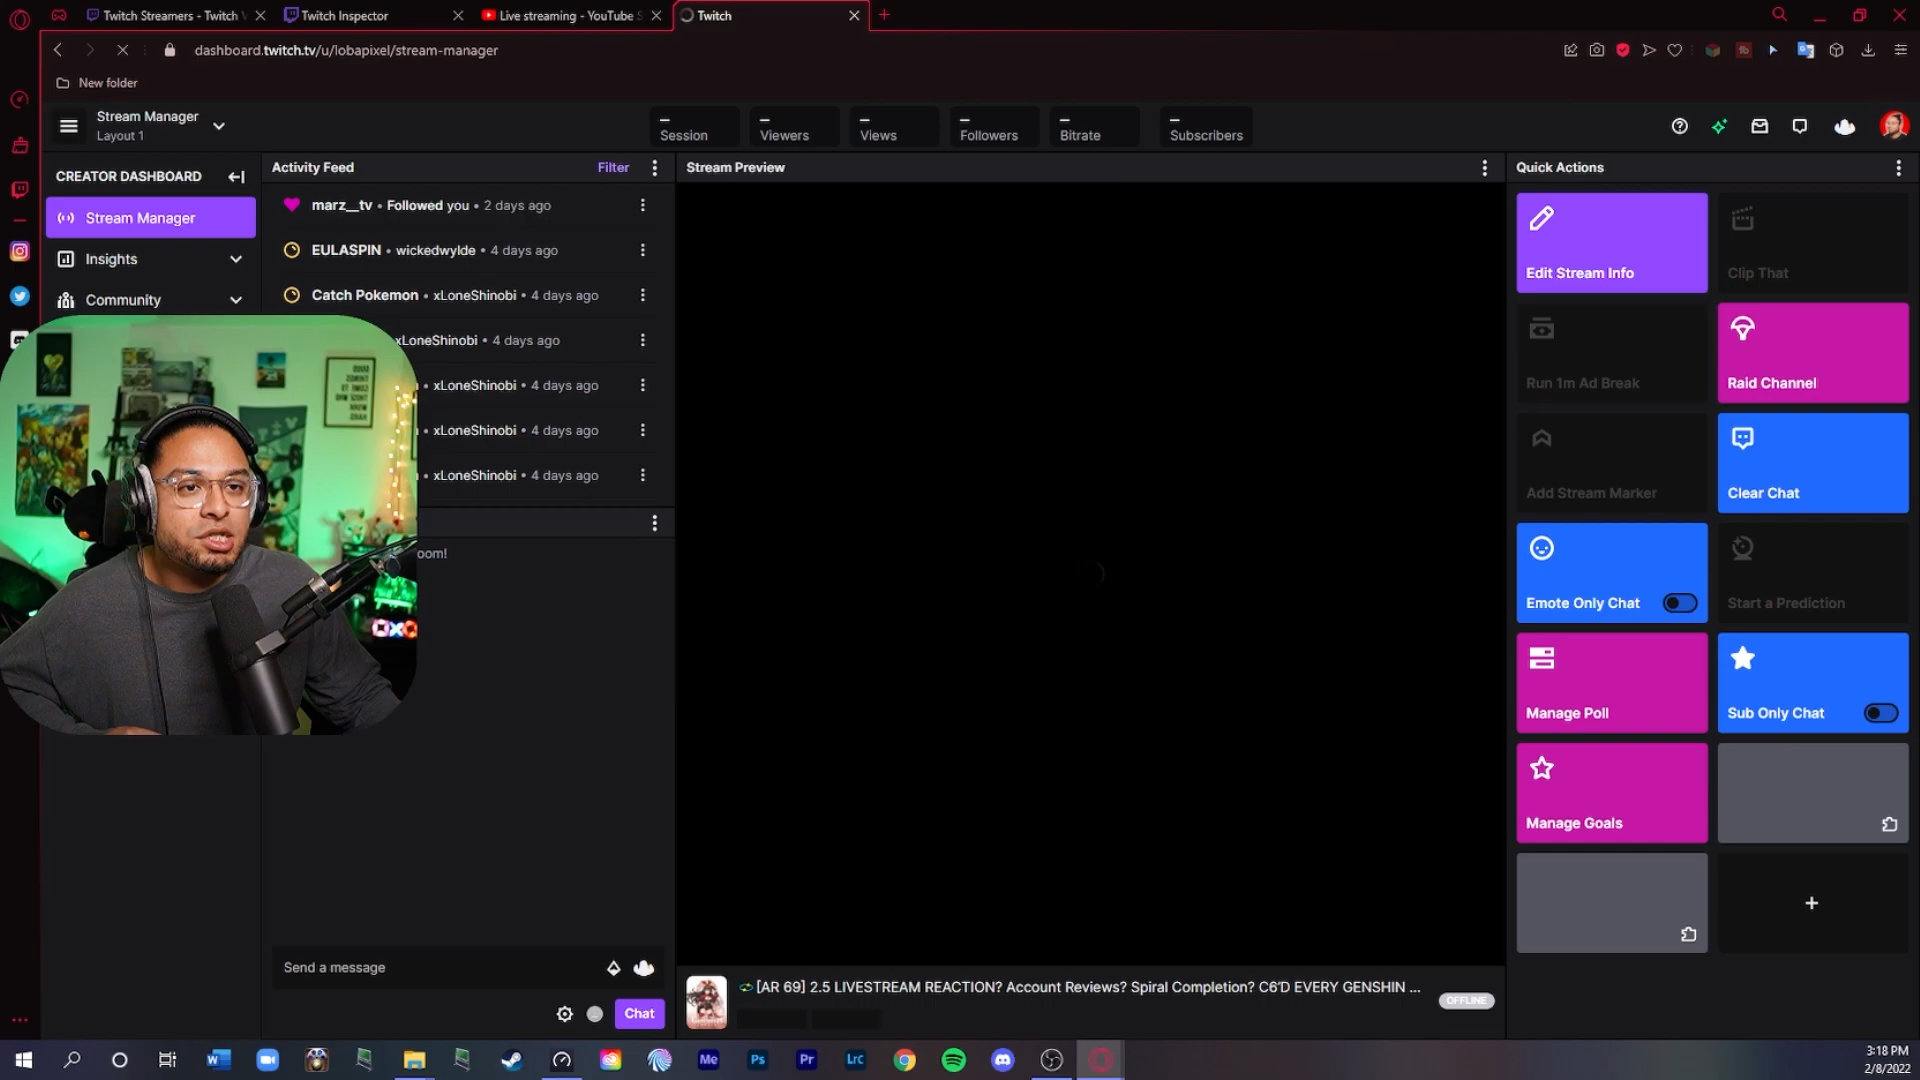 Twitch Streamers - Twitch V
Twitch Inspector
Live streaming - YouTube S
Twitch
dashboard.twitch.tv/u/lobapixel/stream-manager
New folder
Stream Manager
Layout 1
– Session
– Viewers
– Views
– Followers
– Bitrate
– Subscribers
CREATOR DASHBOARD
Stream Manager
Insights
Community
Activity Feed
Filter
marz__tv • Followed you • 2 days ago
EULASPIN • wickedwylde • 4 days ago
Catch Pokemon • xLoneShinobi • 4 days ago
xLoneShinobi • 4 days ago
• xLoneShinobi • 4 days ago
• xLoneShinobi • 4 days ago
• xLoneShinobi • 4 days ago
oom!
Send a message
Chat
Stream Preview
[AR 69] 2.5 LIVESTREAM REACTION? Account Reviews? Spiral Completion? C6'D EVERY GENSHIN ...
OFFLINE
Quick Actions
Edit Stream Info
Clip That
Run 1m Ad Break
Raid Channel
Add Stream Marker
Clear Chat
Emote Only Chat
Start a Prediction
Manage Poll
Sub Only Chat
Manage Goals
W
Me
Ps
Pr
Lrc
3:18 PM
2/8/2022